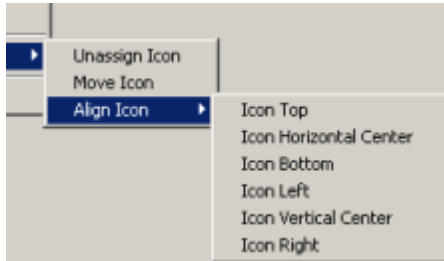 Unassign Icon
Move Icon
Align Icon
Icon Top
Icon Horizontal Center
Icon Bottom
Icon Left
Icon Vertical Center
Icon Right